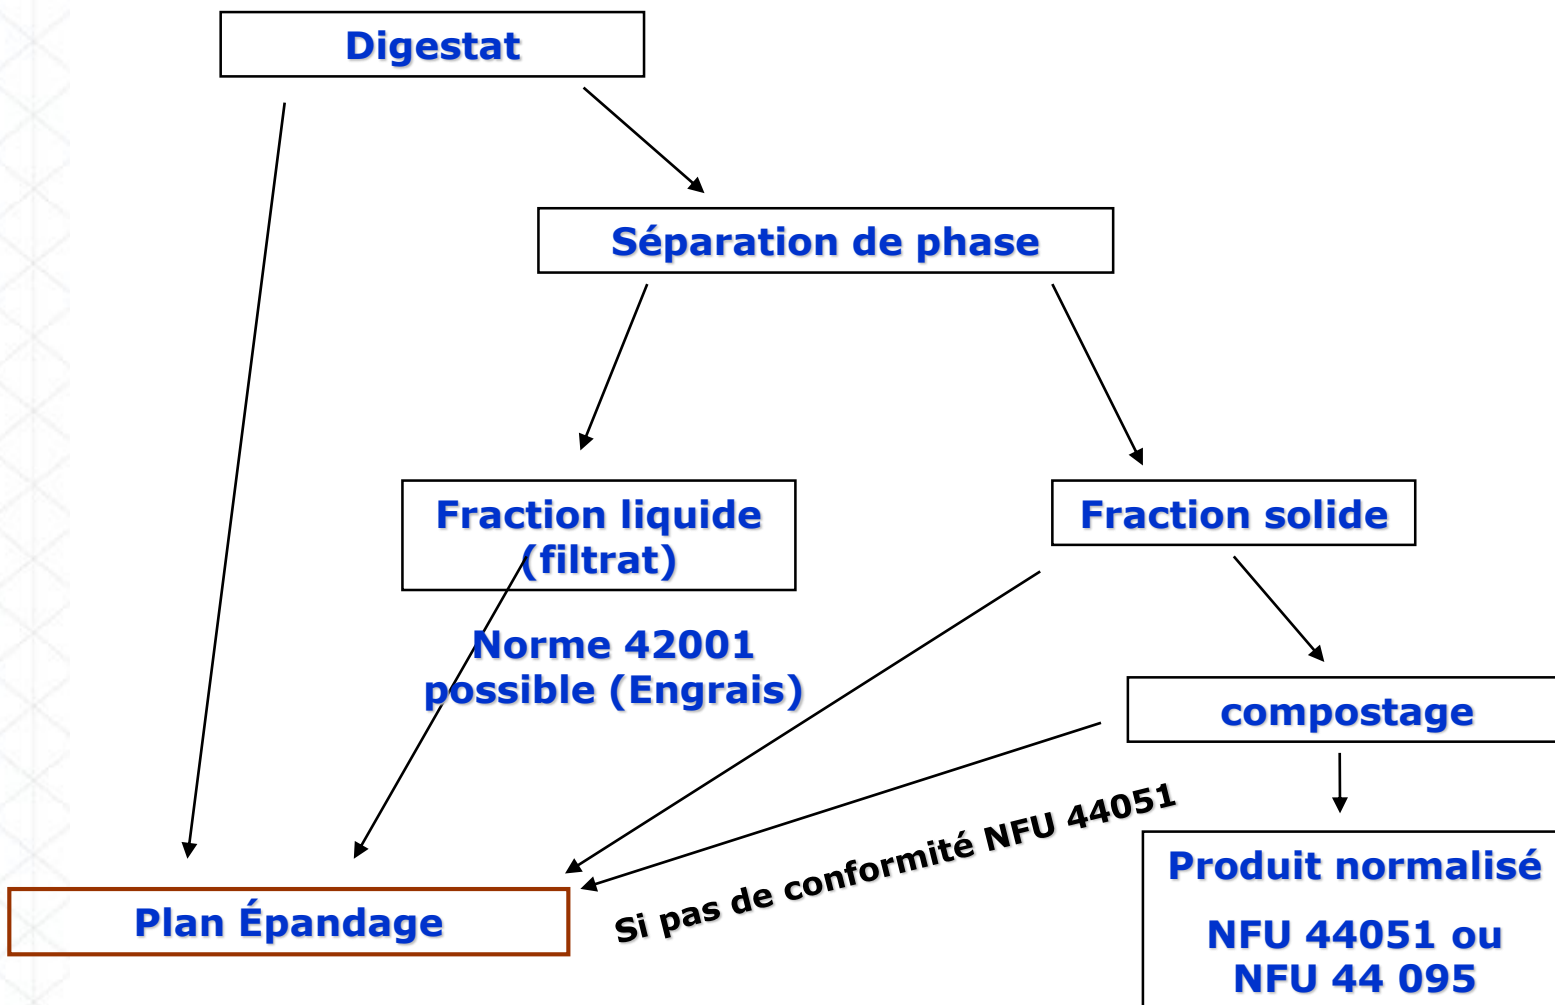 Digestat
Séparation de phase
Fraction liquide
(filtrat)
Fraction solide
Norme 42001
possible (Engrais)
compostage
Si pas de conformité NFU 44051
Produit normalisé
NFU 44051 ou
NFU 44 095
Plan Épandage